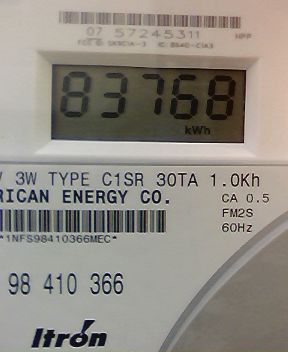 07 57245311
83768
kWh
V 3W TYPE C1SR 30TA 1.0Kh
RICAN ENERGY CO.
CA 0.5
FM2S
*1NFS98410366MEC*
60Hz
98 410 366
Itrón